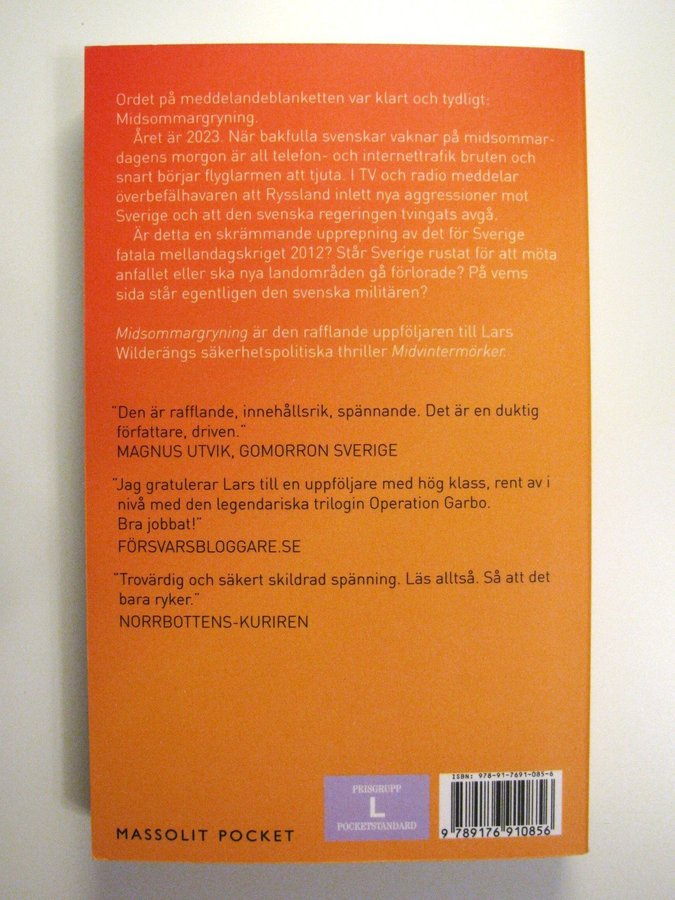 Ordet på meddelandeblanketten var klart och tydligt:
Midsommargryning.
Året är 2023. När bakfulla svenskar vaknar på midsommar-
dagens morgon är all telefon- och internettrafik bruten och
snart börjar flyglarmen att tjuta. I TV och radio meddelar
överbefälhavaren att Ryssland inlett nya aggressioner mot
Sverige och att den svenska regeringen tvingats avgå.
Är detta en skrämmande upprepning av det för Sverige
fatala mellandagskriget 2012? Står Sverige rustat för att möta
anfallet eller ska nya landområden gå förlorade? På vems
sida står egentligen den svenska militären?
Midsommargryning är den rafflande uppföljaren till Lars
Wilderängs säkerhetspolitiska thriller Midvintermörker.
”Den är rafflande, innehållsrik, spännande. Det är en duktig
författare, driven.”
MAGNUS UTVIK, GOMORRON SVERIGE
”Jag gratulerar Lars till en uppföljare med hög klass, rent av i
nivå med den legendariska trilogin Operation Garbo.
Bra jobbat!”
FÖRSVARSBLOGGARE.SE
”Trovärdig och säkert skildrad spänning. Läs alltså. Så att det
bara ryker.”
NORRBOTTENS-KURIREN
MASSOLIT POCKET
PRISGRUPP
L
POCKETSTANDARD
ISBN: 978-91-7691-085-6
9 789176 910856